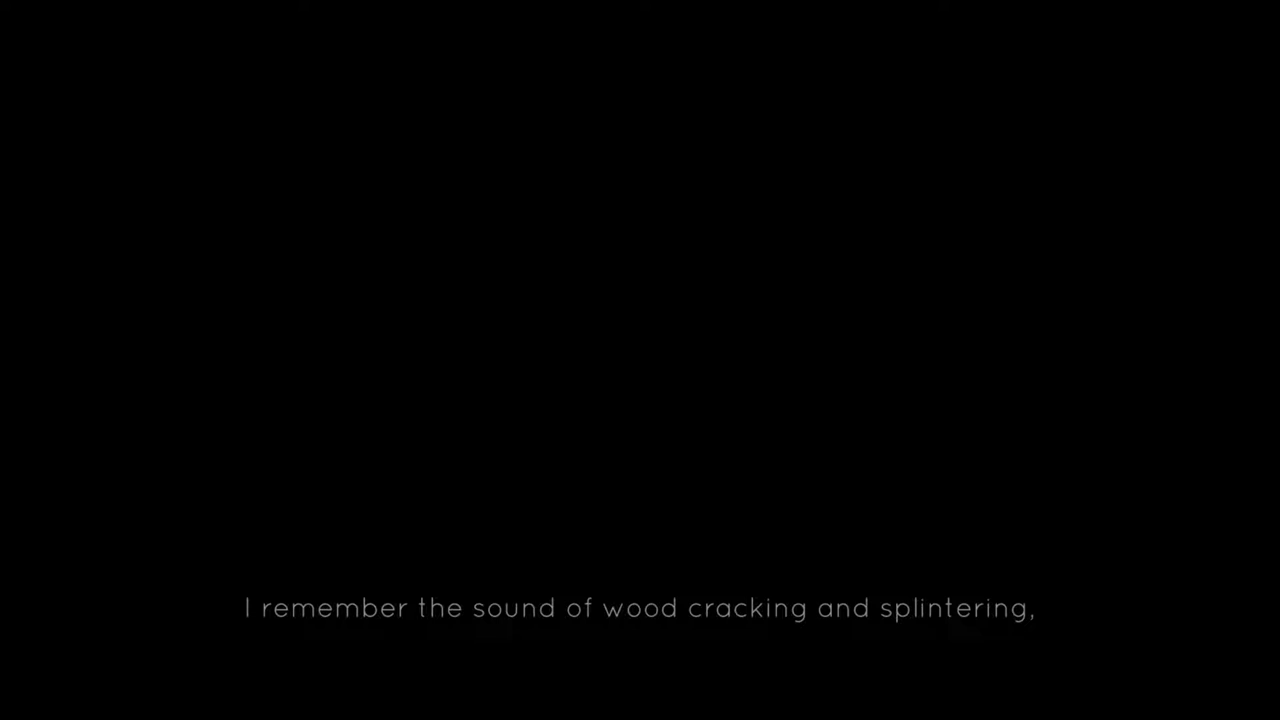 I remember the sound of wood cracking and splintering,